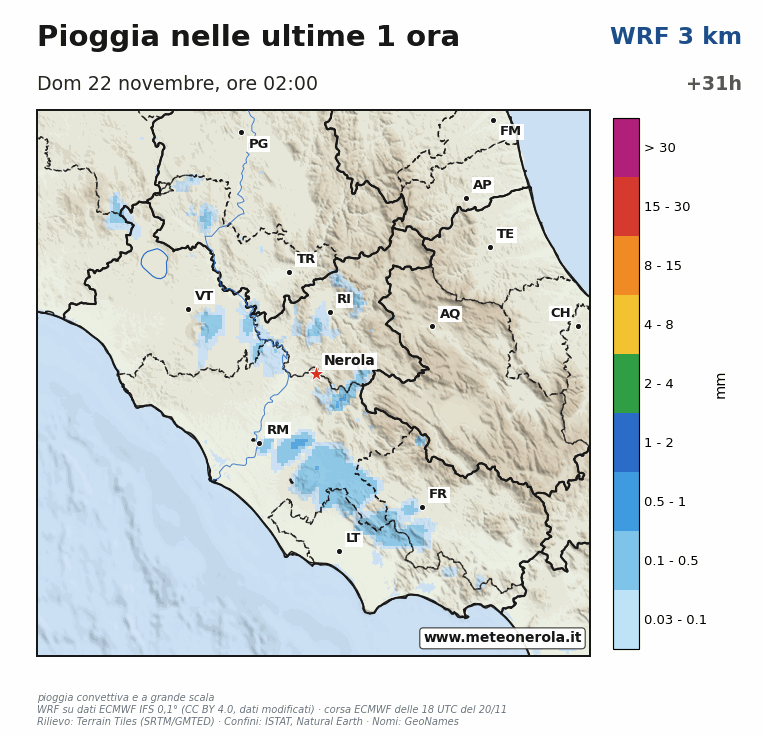 Pioggia nelle ultime 1 ora
WRF 3 km
Dom 22 novembre, ore 02:00
+31h
FM
PG
AP
TE
TR
RI
VT
AQ
CH
Nerola
RM
FR
LT
www.meteonerola.it
> 30
15 - 30
8 - 15
4 - 8
2 - 4
1 - 2
0.5 - 1
0.1 - 0.5
0.03 - 0.1
mm
pioggia convettiva e a grande scala
WRF su dati ECMWF IFS 0,1° (CC BY 4.0, dati modificati) · corsa ECMWF delle 18 UTC del 20/11
Rilievo: Terrain Tiles (SRTM/GMTED) · Confini: ISTAT, Natural Earth · Nomi: GeoNames